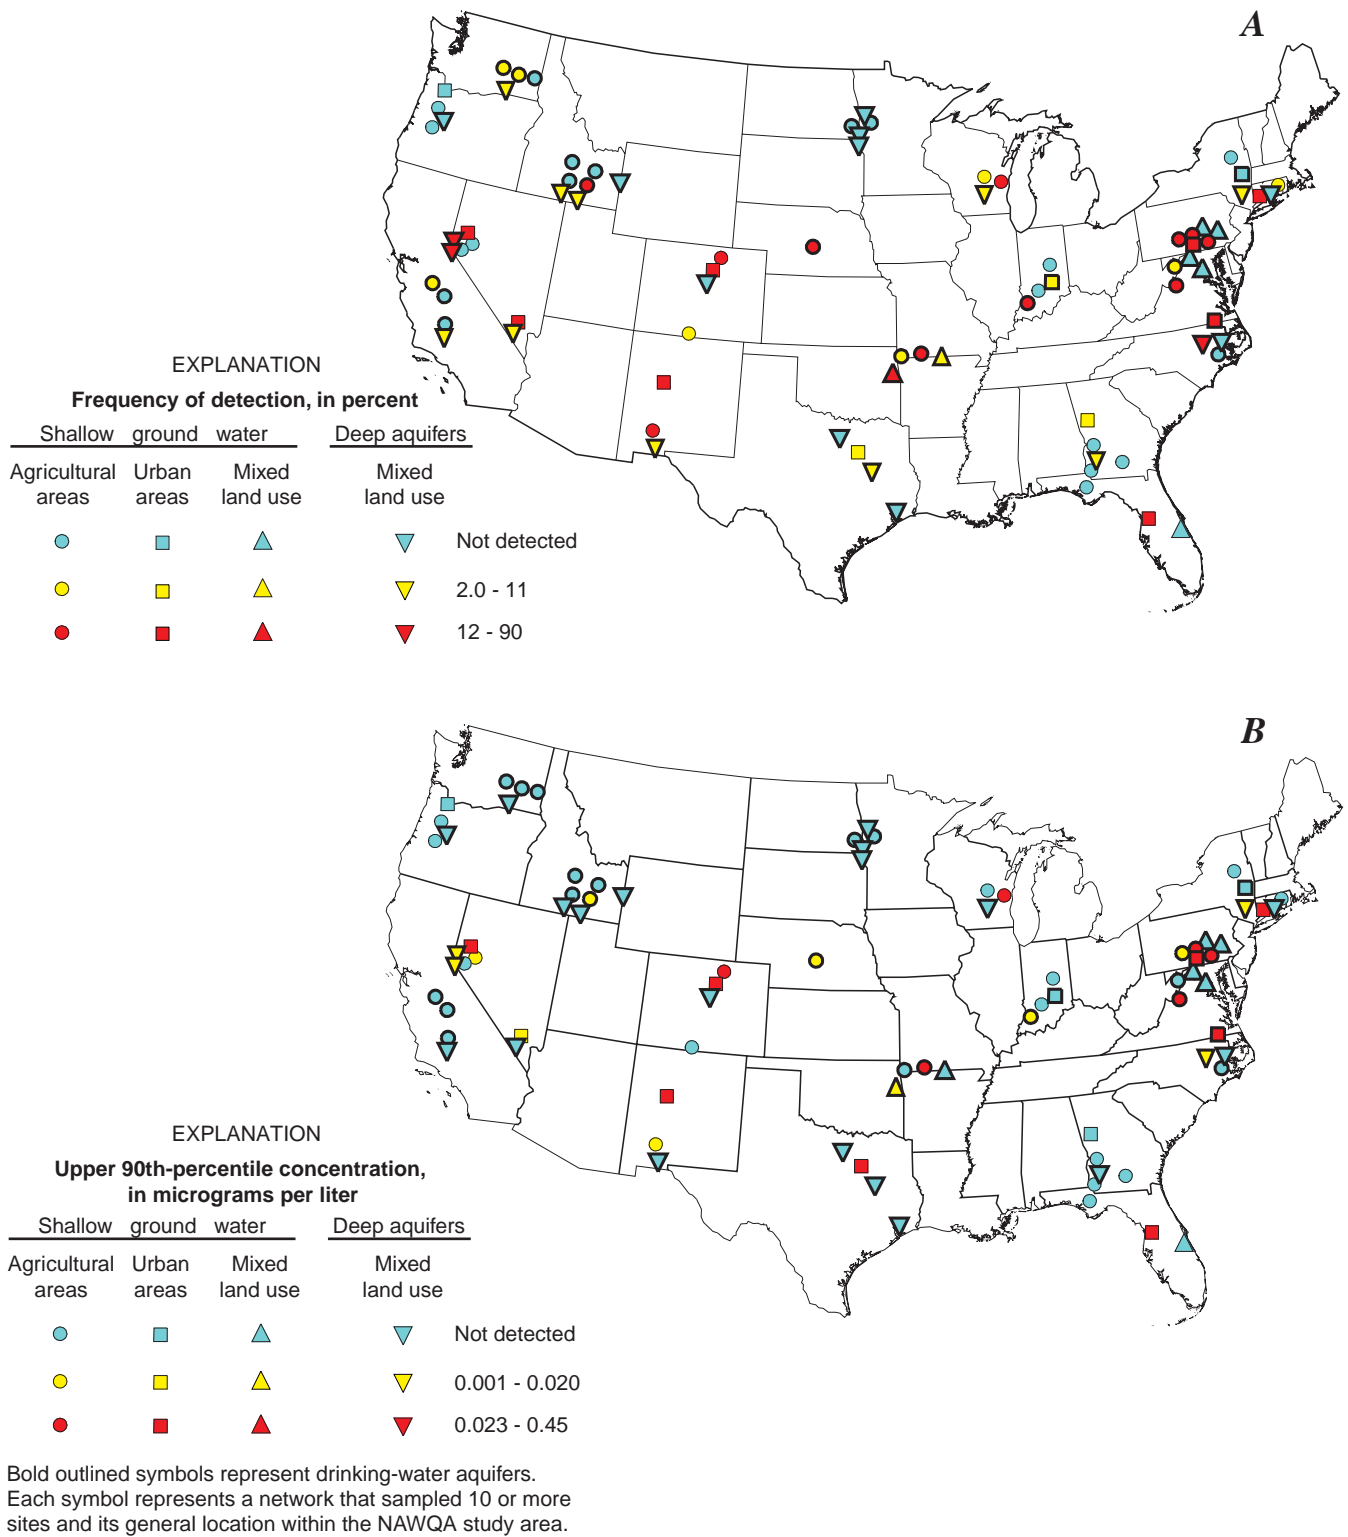 A
EXPLANATION
Frequency of detection, in percent
Shallow ground water Deep aquifers
Agricultural areas Urban areas Mixed land use Mixed land use
Not detected
2.0 - 11
12 - 90
B
EXPLANATION
Upper 90th-percentile concentration,
in micrograms per liter
Shallow ground water Deep aquifers
Agricultural areas Urban areas Mixed land use Mixed land use
Not detected
0.001 - 0.020
0.023 - 0.45
Bold outlined symbols represent drinking-water aquifers.
Each symbol represents a network that sampled 10 or more
sites and its general location within the NAWQA study area.